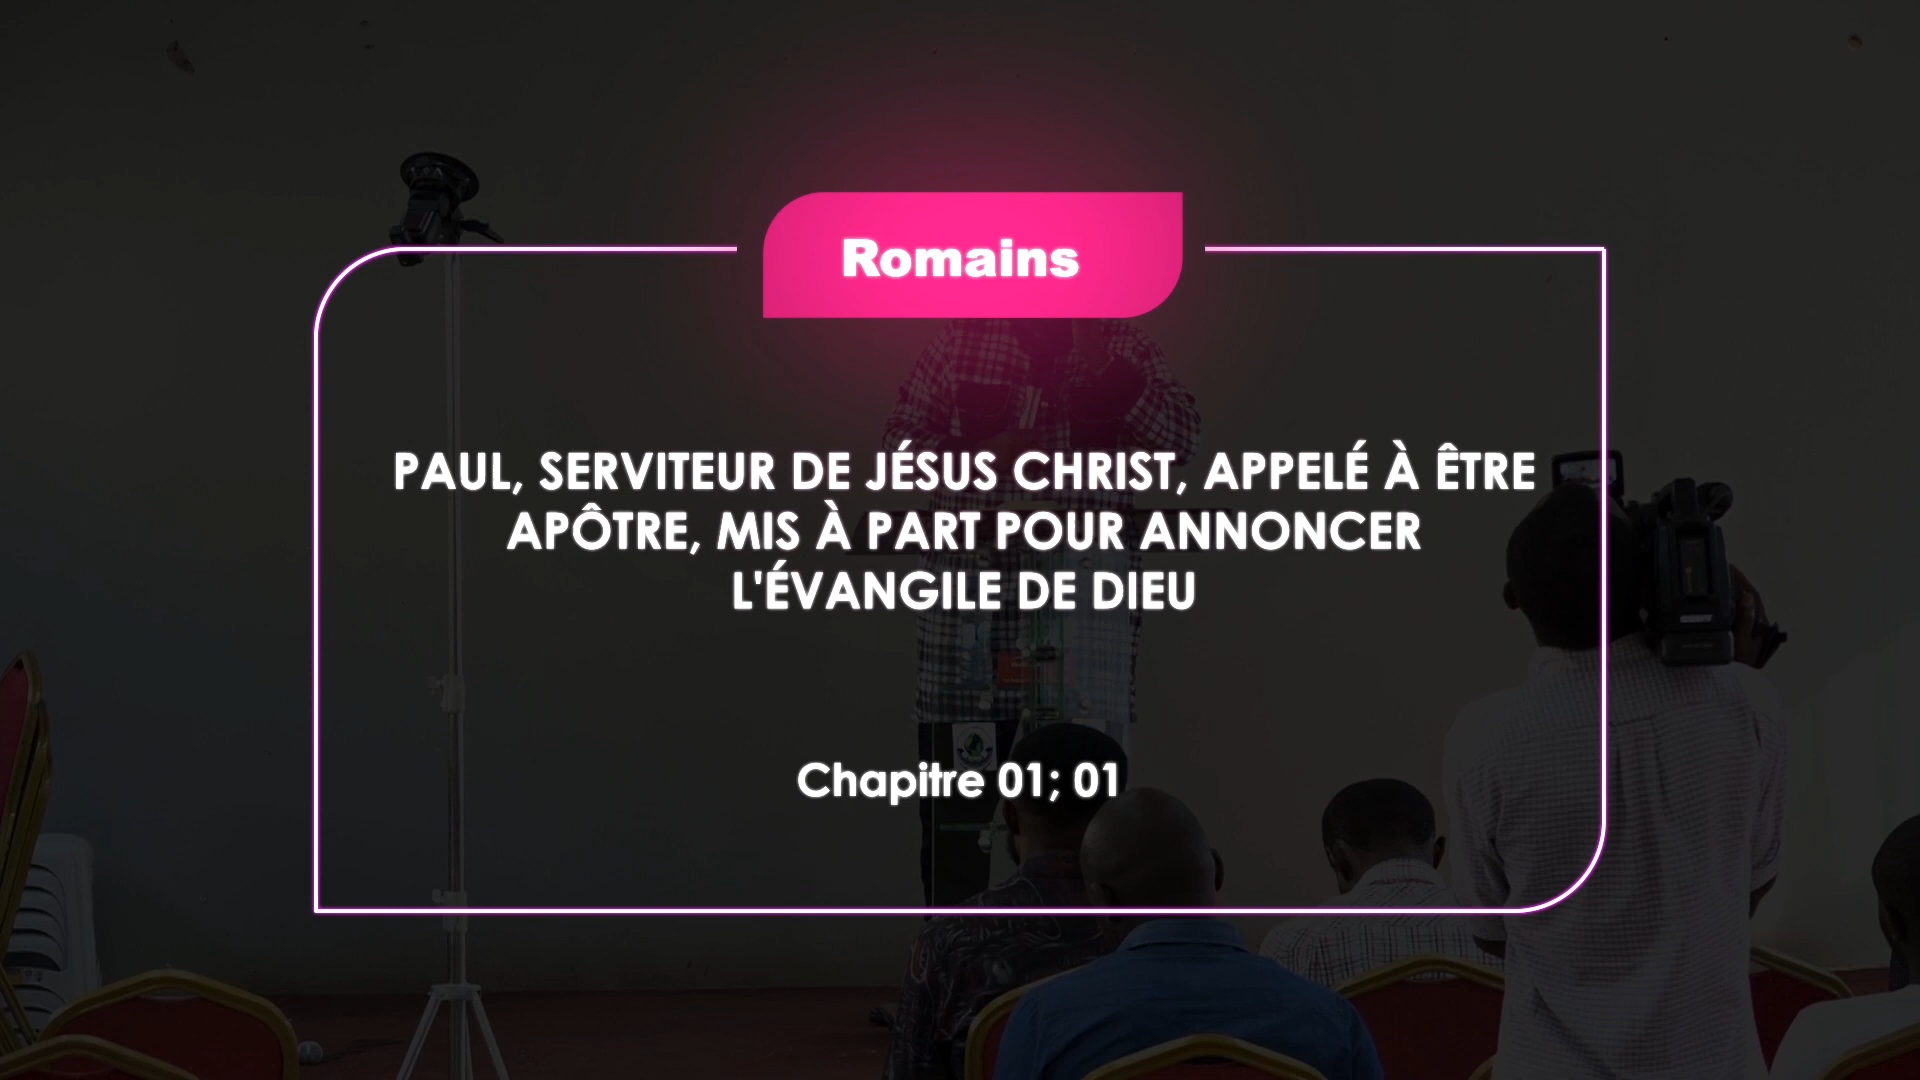 Romains
PAUL, SERVITEUR DE JÉSUS CHRIST, APPELÉ À ÊTRE
APÔTRE, MIS À PART POUR ANNONCER
L'ÉVANGILE DE DIEU
Chapitre 01; 01